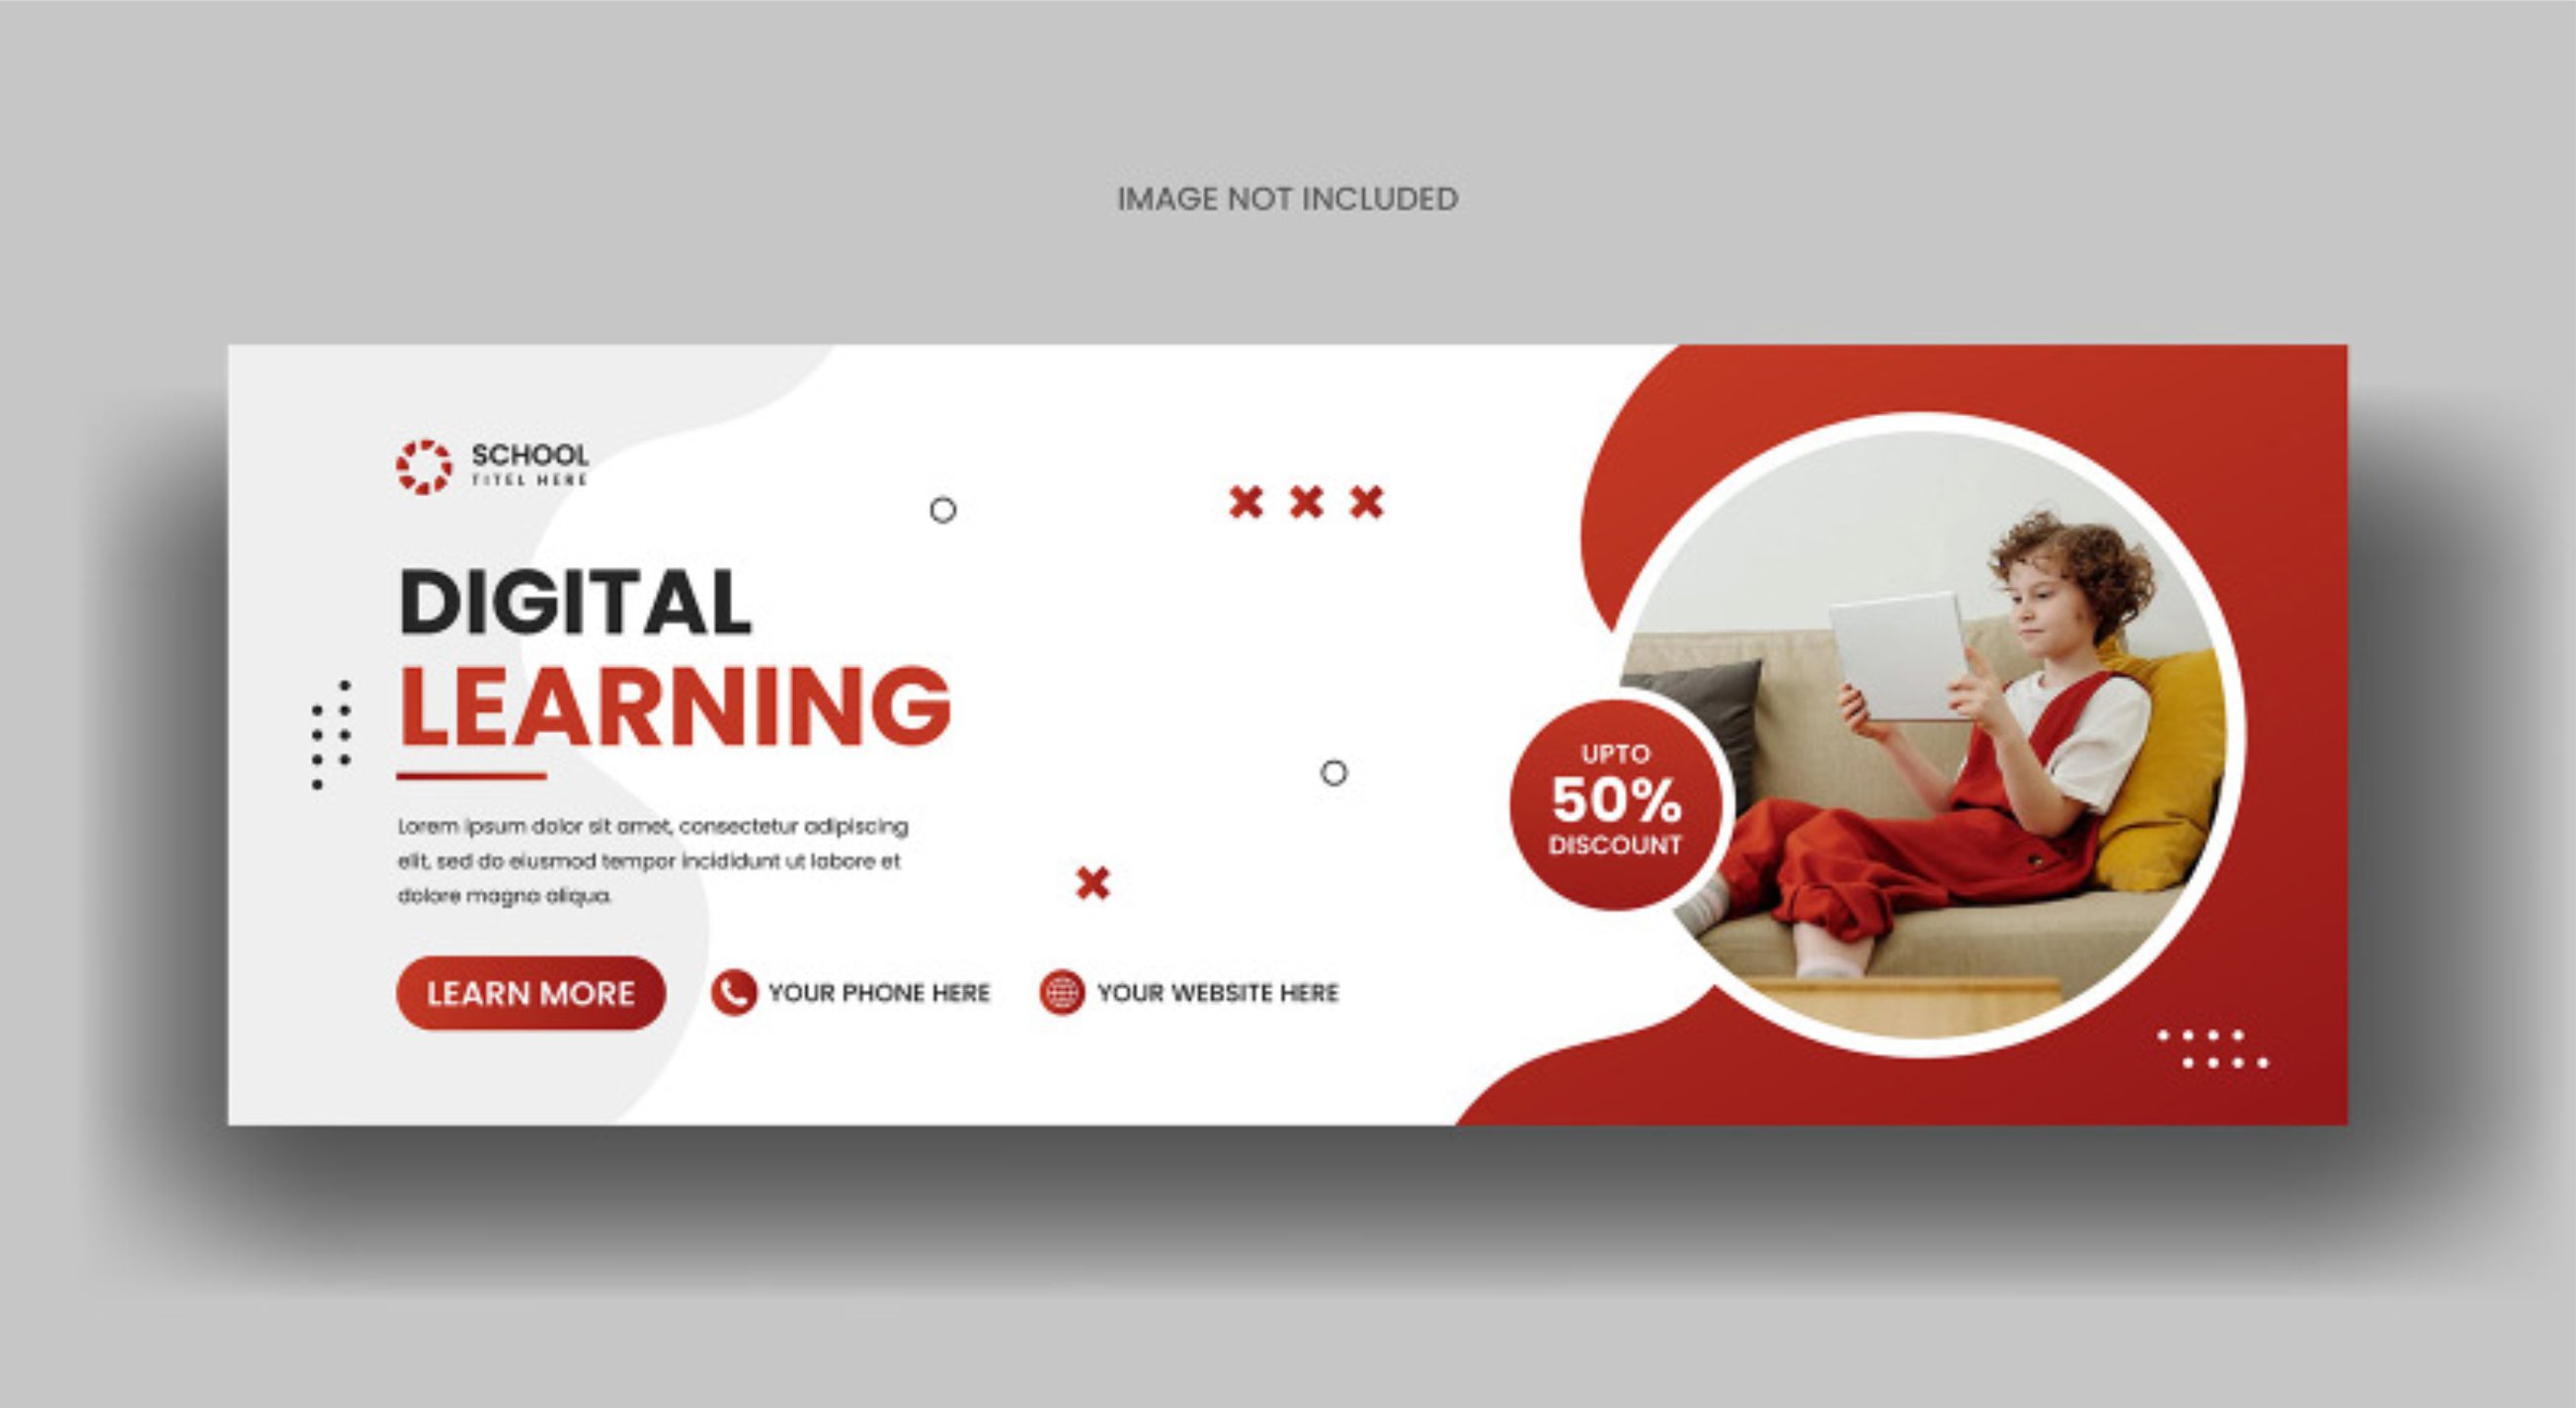 IMAGE NOT INCLUDED
SCHOOL
TITEL HERE
DIGITAL
LEARNING
Lorem ipsum dolor sit amet, consectetur adipiscing
elit, sed do eiusmod tempor incididunt ut labore et
dolore magna aliqua.
LEARN MORE
YOUR PHONE HERE
YOUR WEBSITE HERE
UPTO
50%
DISCOUNT